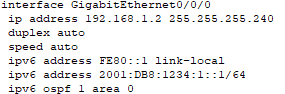 interface GigabitEthernet0/0/0
ip address 192.168.1.2 255.255.255.240
duplex auto
speed auto
ipv6 address FE80::1 link-local
ipv6 address 2001:DB8:1234:1::1/64
ipv6 ospf 1 area 0